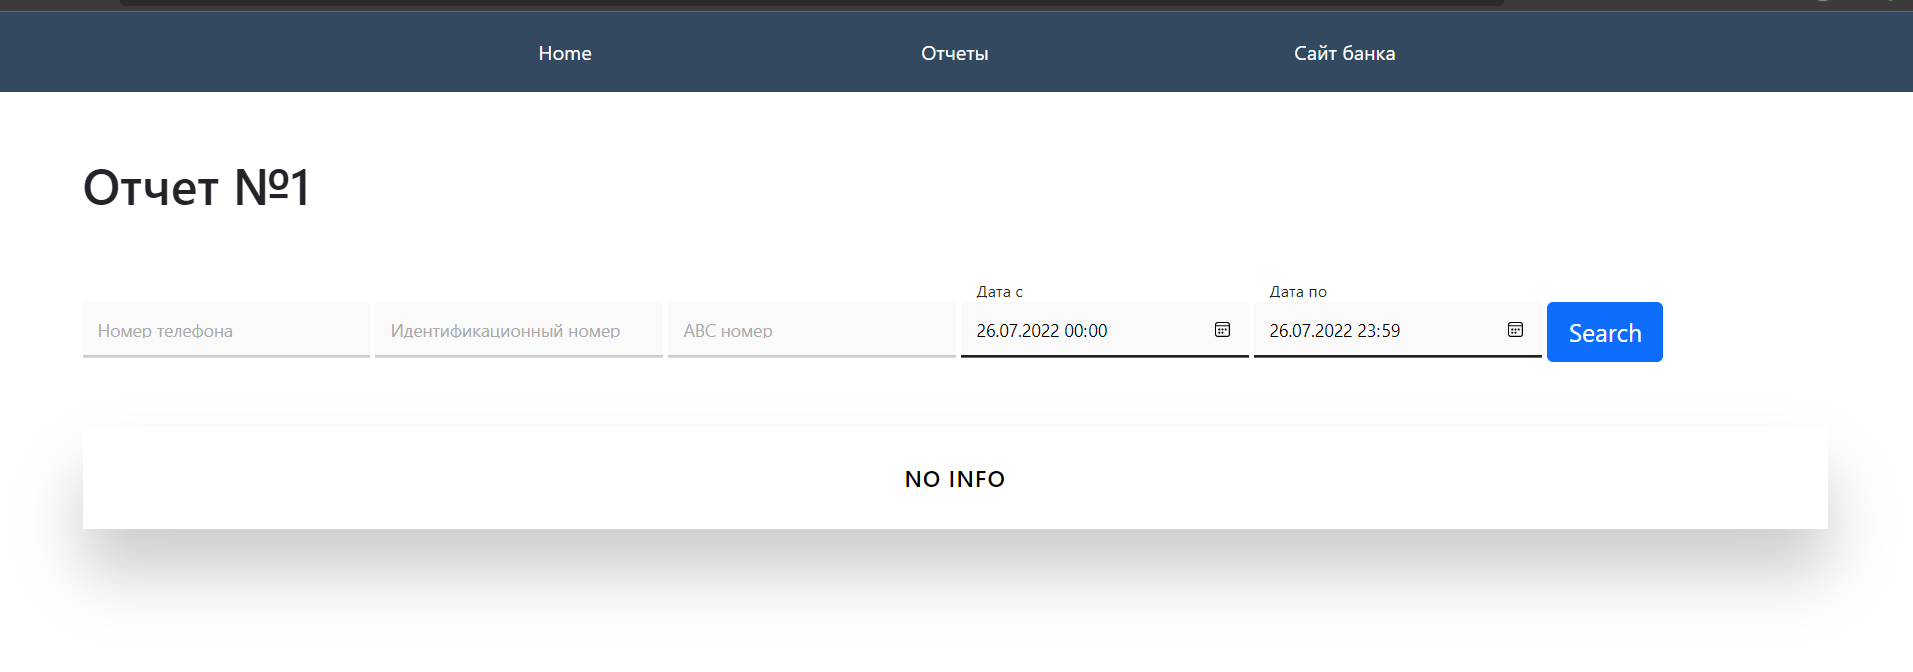 Home Отчеты Сайт банка
Отчет №1
Дата с Дата по
Номер телефона Идентификационный номер АВС номер 26.07.2022 00:00 26.07.2022 23:59 Search
NO INFO